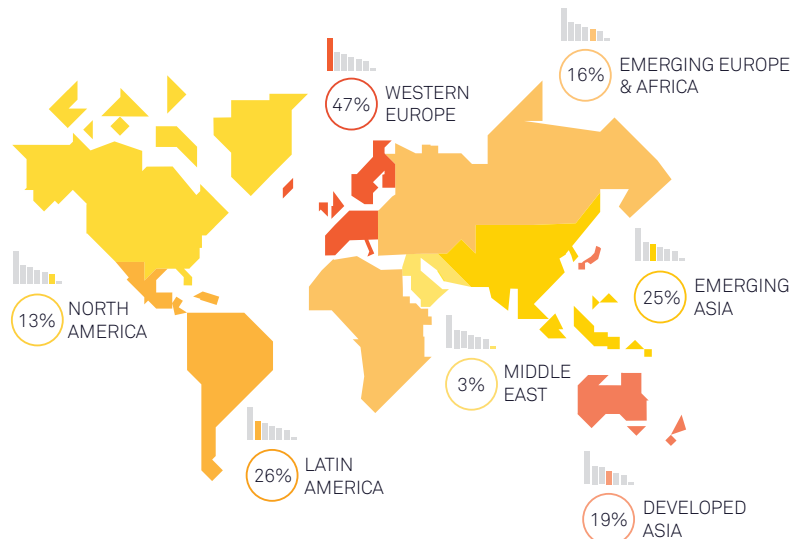 16%
EMERGING EUROPE
& AFRICA
47%
WESTERN
EUROPE
13%
NORTH
AMERICA
25%
EMERGING
ASIA
3%
MIDDLE
EAST
26%
LATIN
AMERICA
19%
DEVELOPED
ASIA